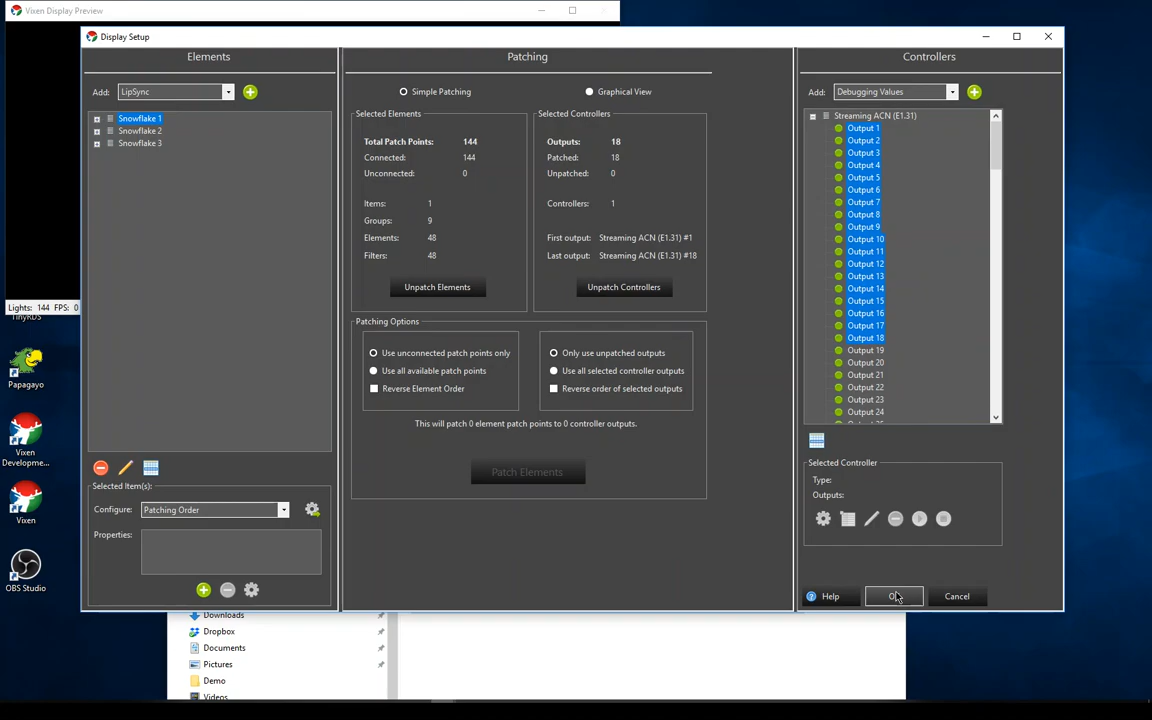 Vixen Display Preview
Display Setup
Elements
Patching
Controllers
Add: LipSync
Simple Patching
Graphical View
Add: Debugging Values
Snowflake 1
Snowflake 2
Snowflake 3
Selected Elements
Total Patch Points: 144
Connected: 144
Unconnected: 0
Items: 1
Groups: 9
Elements: 48
Filters: 48
Unpatch Elements
Selected Controllers
Outputs: 18
Patched: 18
Unpatched: 0
Controllers: 1
First output: Streaming ACN (E1.31) #1
Last output: Streaming ACN (E1.31) #18
Unpatch Controllers
Patching Options
Use unconnected patch points only
Use all available patch points
Reverse Element Order
Only use unpatched outputs
Use all selected controller outputs
Reverse order of selected outputs
This will patch 0 element patch points to 0 controller outputs.
Patch Elements
Streaming ACN (E1.31)
Output 1
Output 2
Output 3
Output 4
Output 5
Output 6
Output 7
Output 8
Output 9
Output 10
Output 11
Output 12
Output 13
Output 14
Output 15
Output 16
Output 17
Output 18
Output 19
Output 20
Output 21
Output 22
Output 23
Output 24
Selected Controller
Type:
Outputs:
Help
Cancel
Selected Item(s):
Configure: Patching Order
Properties:
Lights: 144 FPS: 0
TinyRDS
Papagayo
Vixen
Developme...
Vixen
OBS Studio
Downloads
Dropbox
Documents
Pictures
Demo
Videos